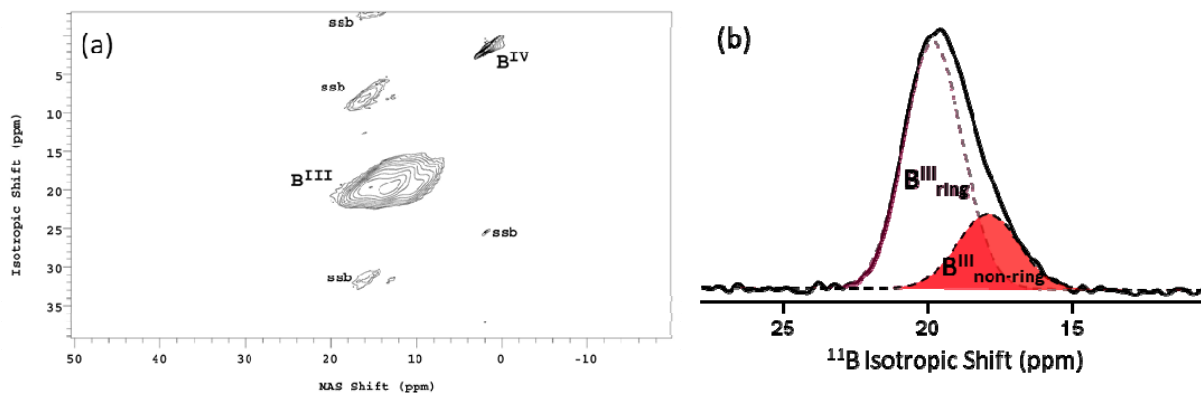 (a)
ssb
B^IV
ssb
B^III
ssb
ssb
5
10
15
20
25
30
35
50
40
30
20
10
0
-10
Isotropic Shift (ppm)
MAS Shift (ppm)
(b)
B^III ring
B^III non-ring
25
20
15
¹¹B Isotropic Shift (ppm)